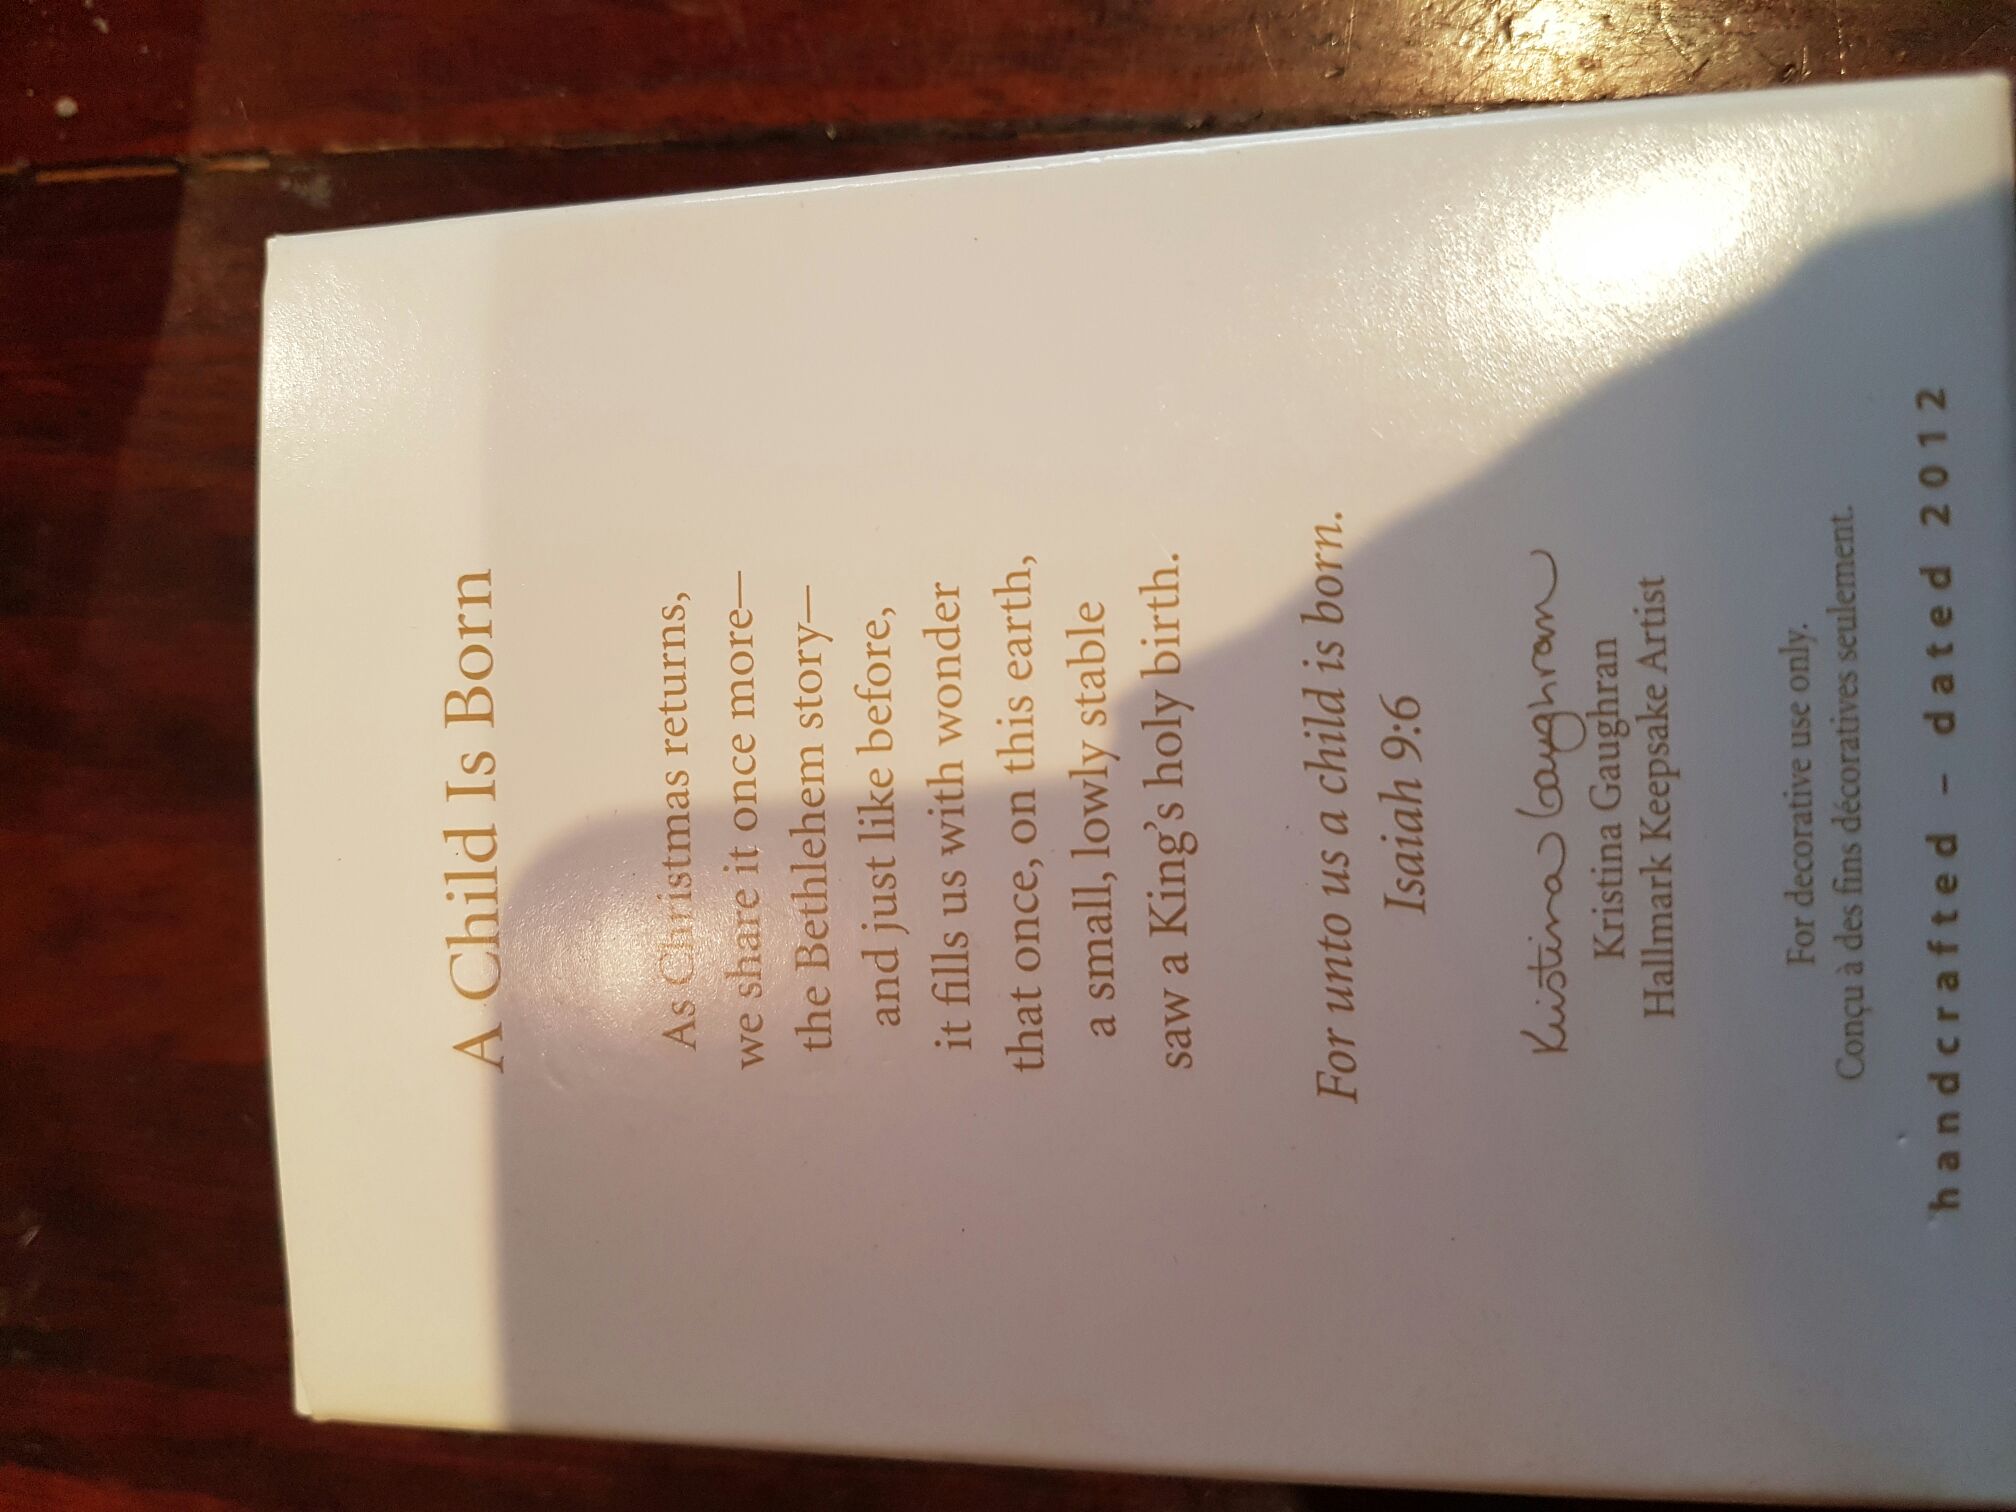 A Child Is Born
As Christmas returns,
we share it once more—
the Bethlehem story—
and just like before,
it fills us with wonder
that once, on this earth,
a small, lowly stable
saw a King's holy birth.
For unto us a child is born.
Isaiah 9:6
Kristina Gaughran
Kristina Gaughran
Hallmark Keepsake Artist
For decorative use only.
Conçu à des fins décoratives seulement.
handcrafted – dated 2012